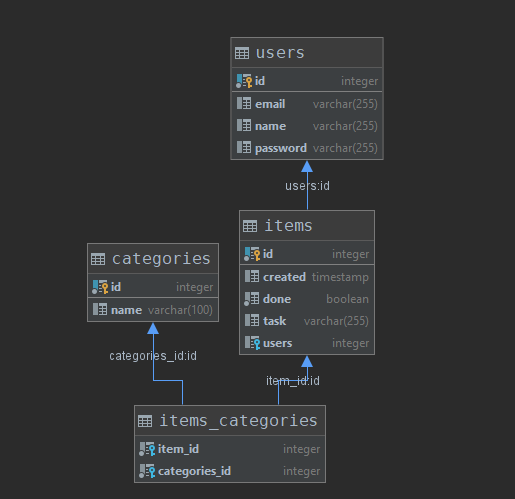 users
id integer
email varchar(255)
name varchar(255)
password varchar(255)
users:id
items
id integer
created timestamp
done boolean
task varchar(255)
users integer
categories
id integer
name varchar(100)
categories_id:id
item_id:id
items_categories
item_id integer
categories_id integer